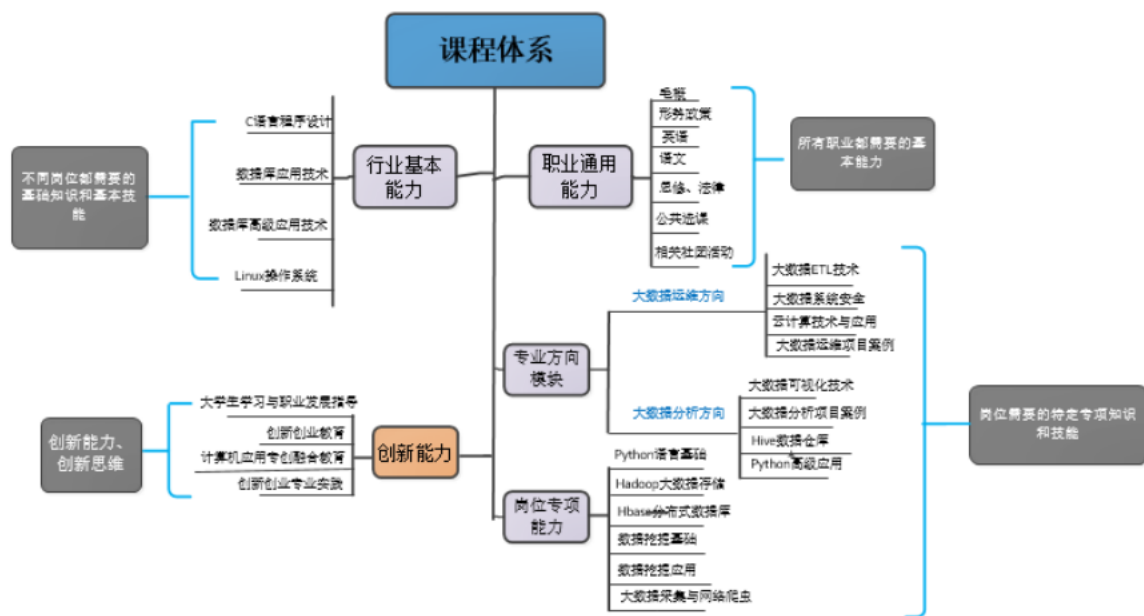 课程体系
C语言程序设计
数据库应用技术
数据库高级应用技术
Linux操作系统
行业基本
能力
不同岗位都需要的
基础知识和基本技
能
职业通用
能力
毛概
形势政策
英语
语文
思修、法律
公共选课
相关社团活动
所有职业都需要的基
本能力
专业方向
模块
大数据运维方向
大数据ETL技术
大数据系统安全
云计算技术与应用
大数据运维项目案例
大数据分析方向
大数据可视化技术
大数据分析项目案例
Hive数据仓库
Python高级应用
岗位需要的特定专项知识
和技能
创新能力
大学生学习与职业发展指导
创新创业教育
计算机应用专创融合教育
创新创业专业实践
创新能力、
创新思维
岗位专项
能力
Python语言基础
Hadoop大数据存储
Hbase分布式数据库
数据挖掘基础
数据挖掘应用
大数据采集与网络爬虫